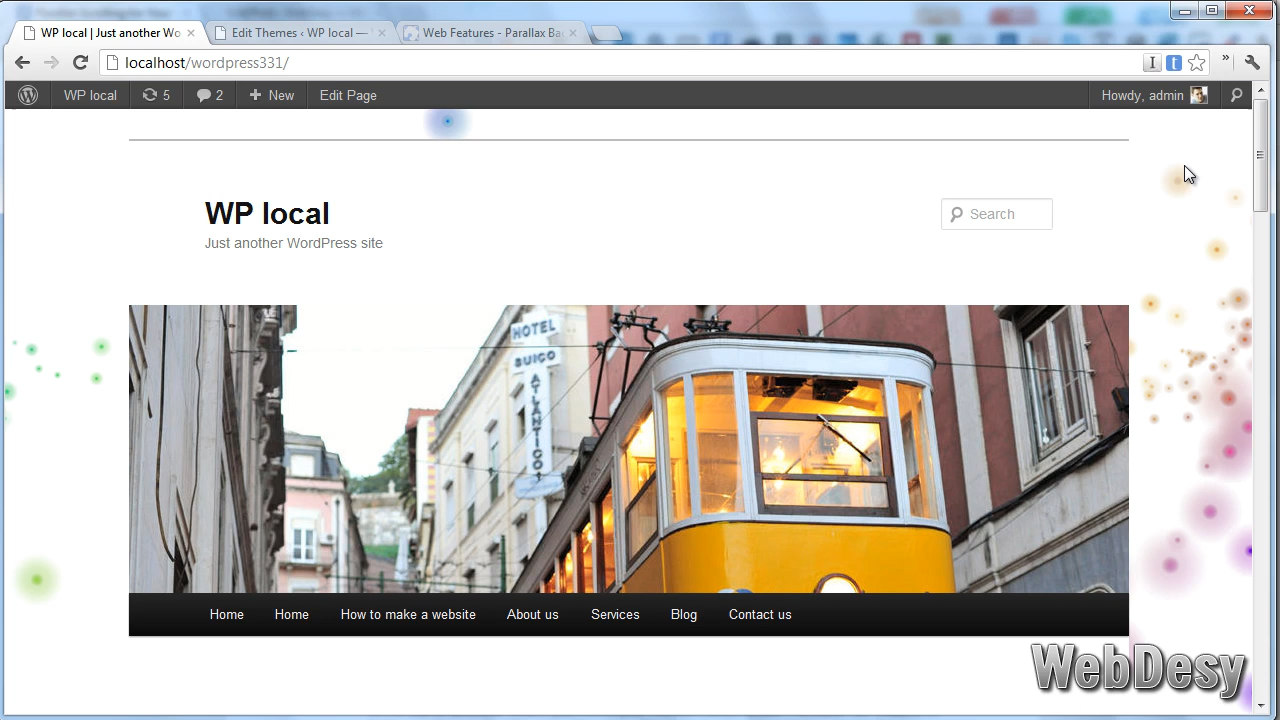 WP local | Just another Wo
Edit Themes ‹ WP local —
Web Features - Parallax Ba
localhost/wordpress331/
WP local
5
2
New
Edit Page
Howdy, admin
WP local
Just another WordPress site
Search
HOTEL
SUIÇO
ATLANTICO
Home
Home
How to make a website
About us
Services
Blog
Contact us
WebDesy